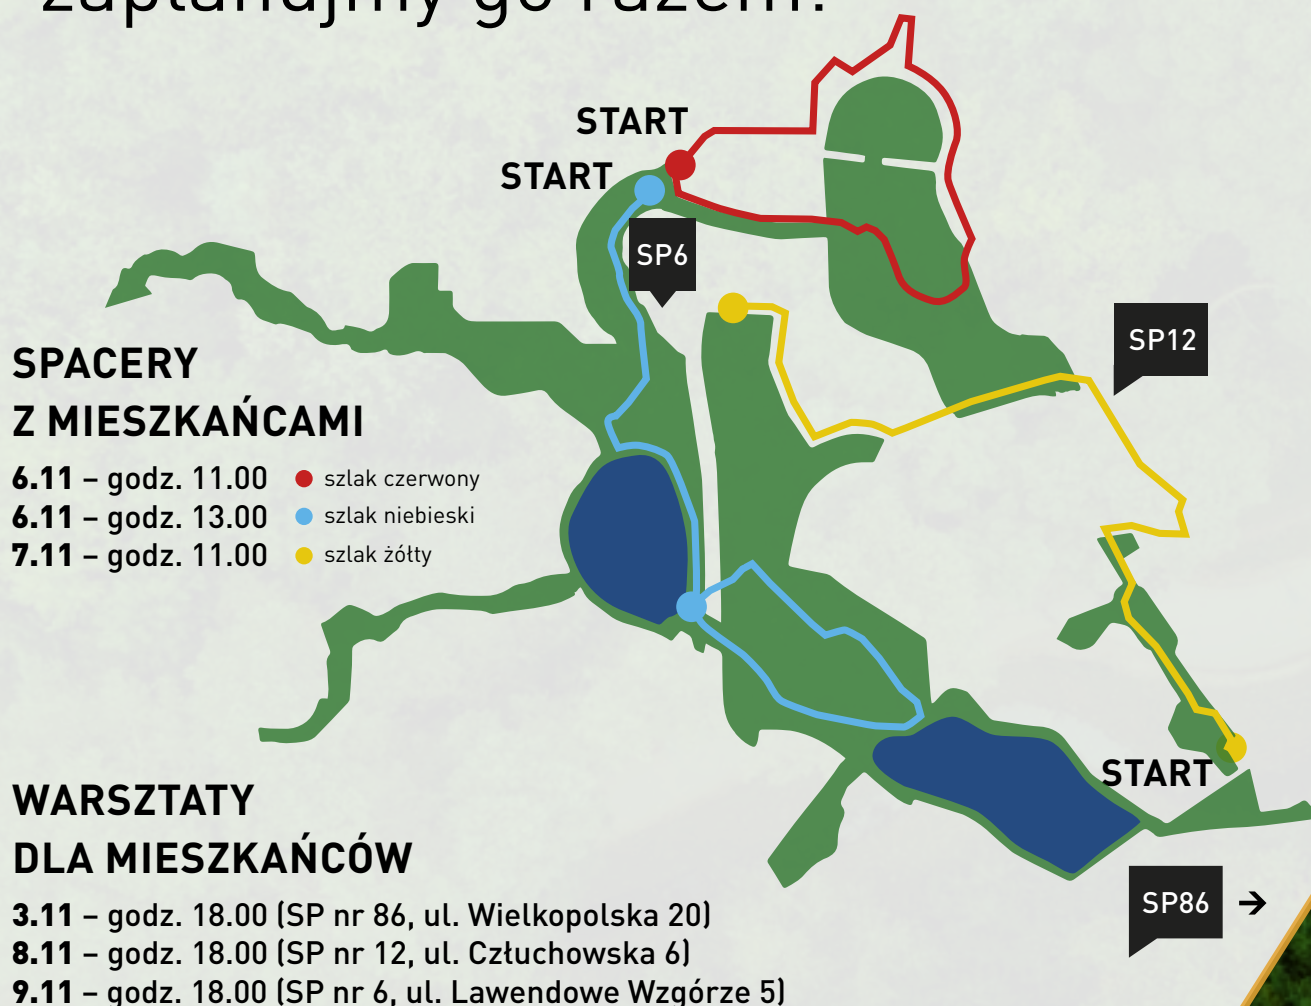 zaplanujmy go razem!
START
START
SP6
SP12
SPACERY
Z MIESZKAŃCAMI
6.11 – godz. 11.00 szlak czerwony
6.11 – godz. 13.00 szlak niebieski
7.11 – godz. 11.00 szlak żółty
START
WARSZTATY
DLA MIESZKAŃCÓW
SP86 →
3.11 – godz. 18.00 (SP nr 86, ul. Wielkopolska 20)
8.11 – godz. 18.00 (SP nr 12, ul. Człuchowska 6)
9.11 – godz. 18.00 (SP nr 6, ul. Lawendowe Wzgórze 5)